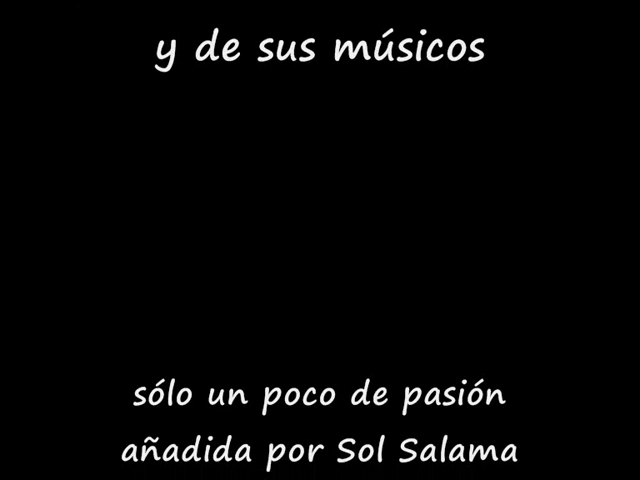 y de sus músicos
sólo un poco de pasión
añadida por Sol Salama